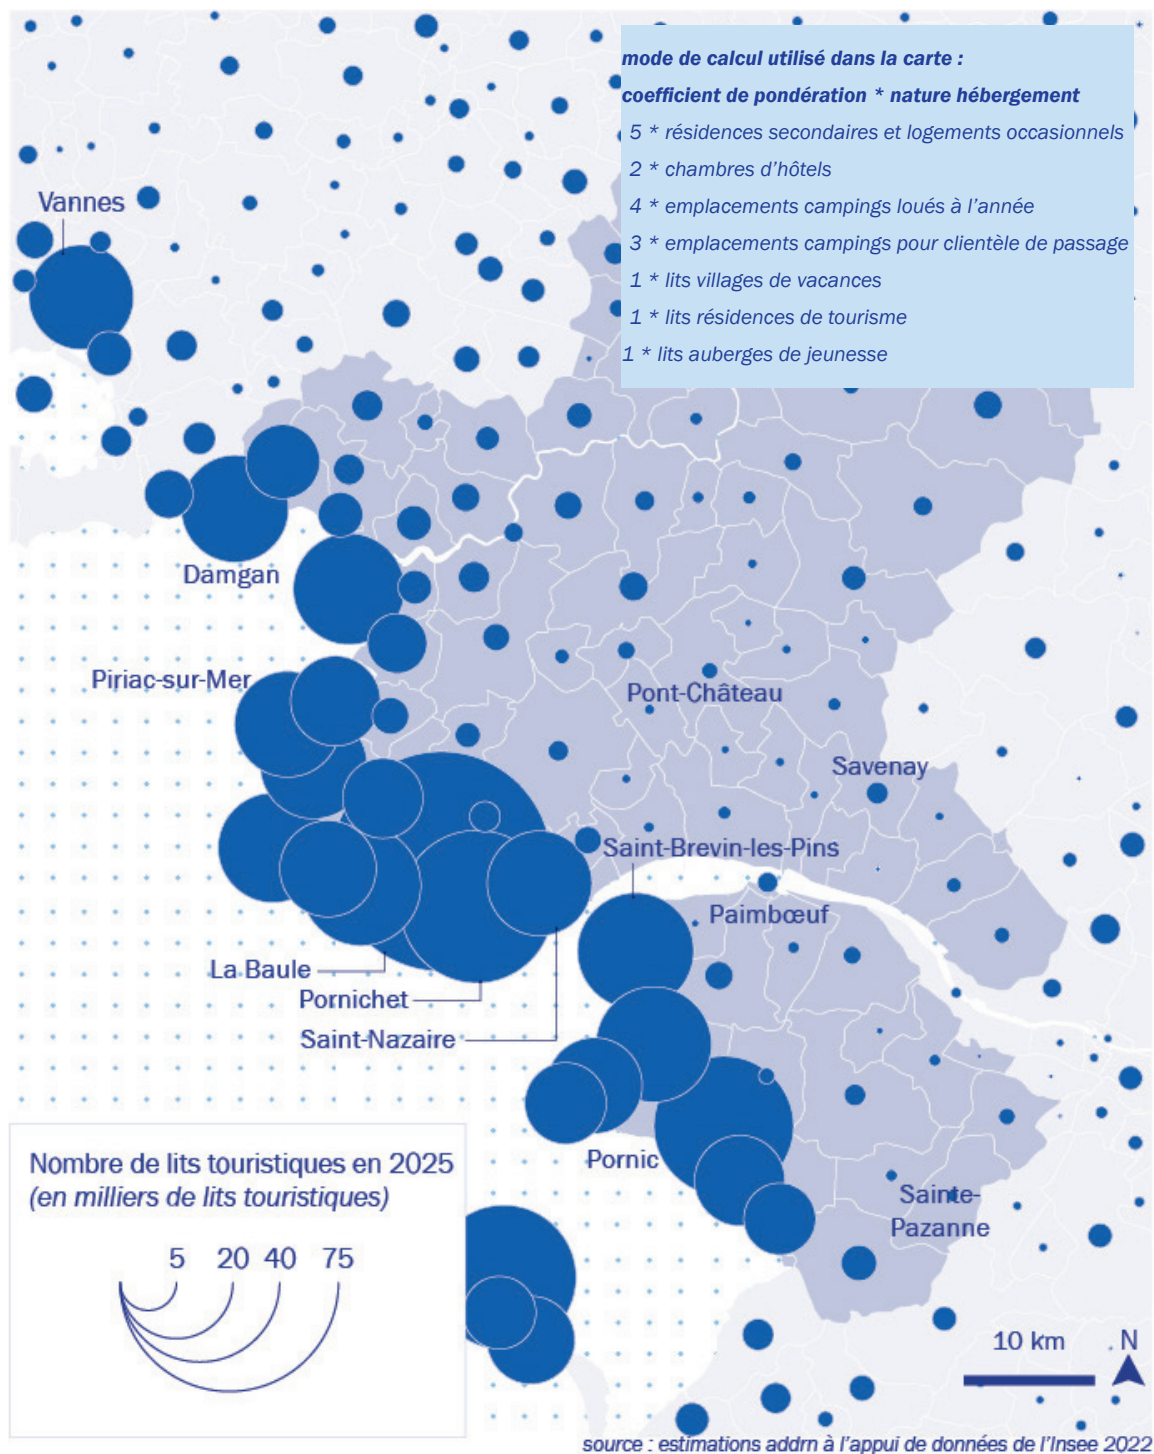 mode de calcul utilisé dans la carte :
coefficient de pondération * nature hébergement
5 * résidences secondaires et logements occasionnels
2 * chambres d'hôtels
4 * emplacements campings loués à l'année
3 * emplacements campings pour clientèle de passage
1 * lits villages de vacances
1 * lits résidences de tourisme
1 * lits auberges de jeunesse
Vannes
Damgan
Piriac-sur-Mer
Pont-Château
Savenay
Saint-Brevin-les-Pins
Paimbœuf
La Baule
Pornichet
Saint-Nazaire
Pornic
Sainte-
Pazanne
Nombre de lits touristiques en 2025
(en milliers de lits touristiques)
5 20 40 75
10 km N
source : estimations addrn à l'appui de données de l'Insee 2022